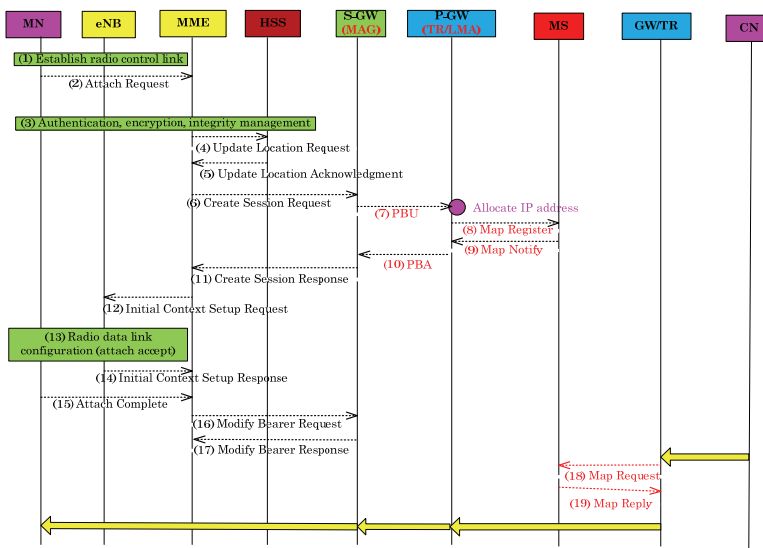 MN
eNB
MME
HSS
S-GW
(MAG)
P-GW
(TR/LMA)
MS
GW/TR
CN
(1) Establish radio control link
(2) Attach Request
(3) Authentication, encryption, integrity management
(4) Update Location Request
(5) Update Location Acknowledgment
(6) Create Session Request
(7) PBU
Allocate IP address
(8) Map Register
(9) Map Notify
(10) PBA
(11) Create Session Response
(12) Initial Context Setup Request
(13) Radio data link
configuration (attach accept)
(14) Initial Context Setup Response
(15) Attach Complete
(16) Modify Bearer Request
(17) Modify Bearer Response
(18) Map Request
(19) Map Reply